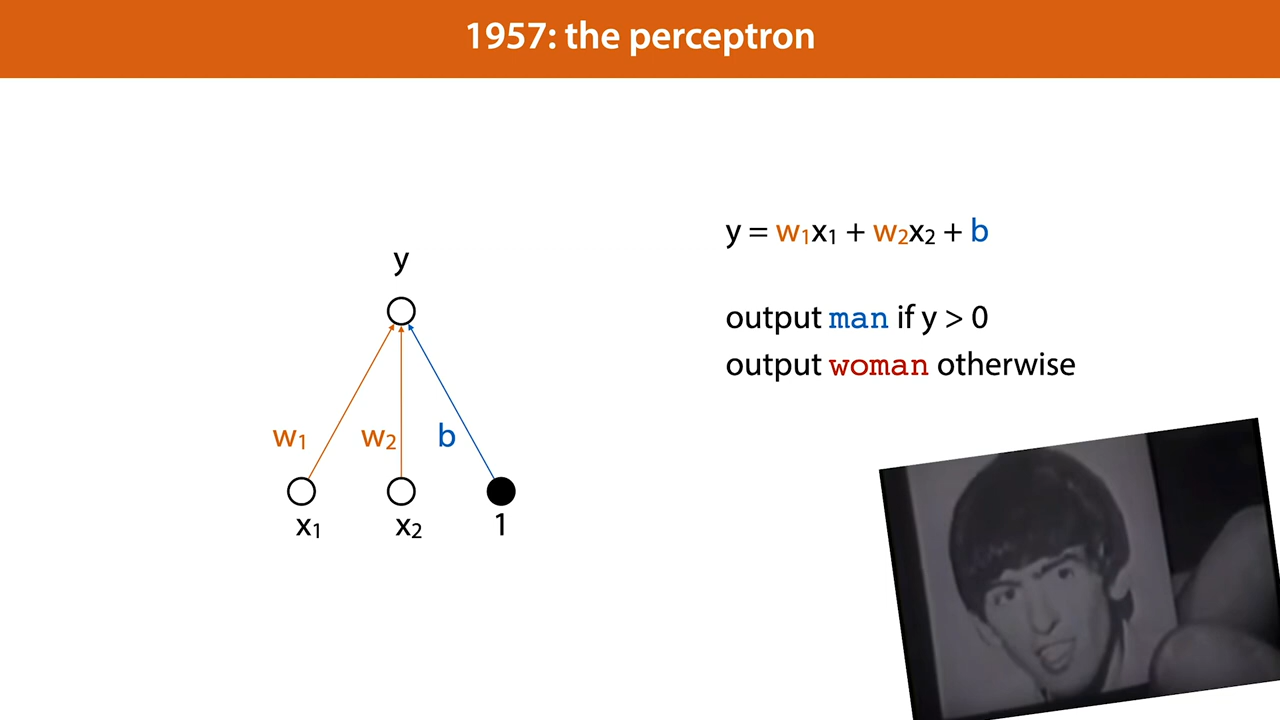 1957: the perceptron
y
w1 w2 b
x1 x2 1
y = w1x1 + w2x2 + b
output man if y > 0
output woman otherwise